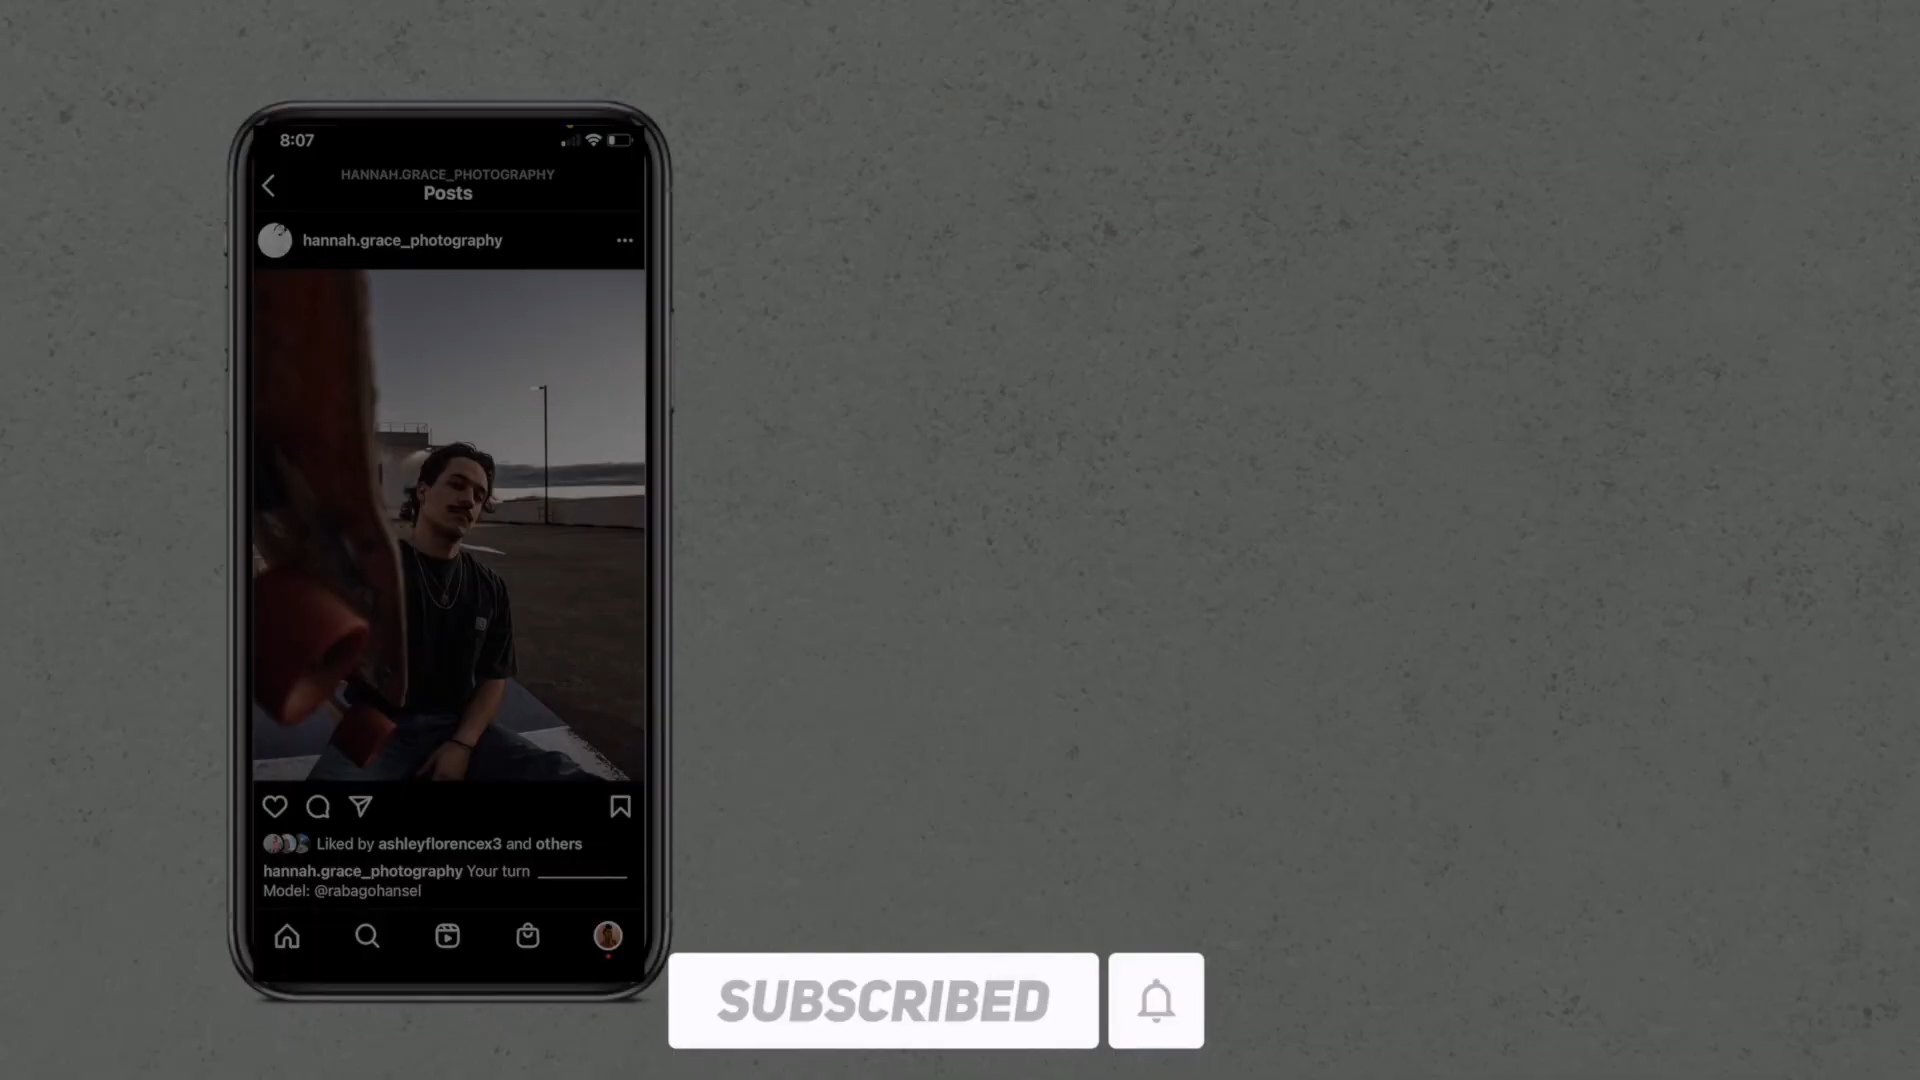 8:07
HANNAH.GRACE_PHOTOGRAPHY
Posts
hannah.grace_photography
Liked by ashleyflorencex3 and others
hannah.grace_photography Your turn __________
Model: @rabagohansel
SUBSCRIBED